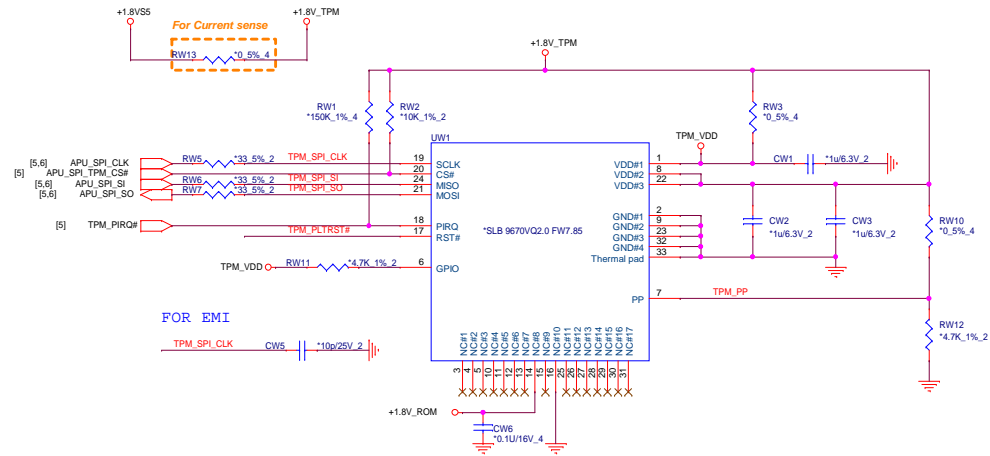 +1.8VS5
For Current sense
+1.8V_TPM
RW13
*0_5%_4
+1.8V_TPM
RW1
*150K_1%_4
RW2
*10K_1%_2
RW3
*0_5%_4
UW1
TPM_VDD
[5,6] APU_SPI_CLK RW5 *33_5%_2 TPM_SPI_CLK 19 SCLK
[5] APU_SPI_TPM_CS# 20 CS#
[5,6] APU_SPI_SI RW6 *33_5%_2 TPM_SPI_SI 24 MISO
[5,6] APU_SPI_SO RW7 *33_5%_2 TPM_SPI_SO 21 MOSI
[5] TPM_PIRQ# 18 PIRQ
TPM_PLTRST# 17 RST#
TPM_VDD RW11 *4.7K_1%_2 6 GPIO
*SLB 9670VQ2.0 FW7.85
VDD#1 1
VDD#2 8
VDD#3 22
GND#1 2
GND#2 9
GND#3 23
GND#4 32
Thermal pad 33
PP 7 TPM_PP
CW1 *1u/6.3V_2
CW2
*1u/6.3V_2
CW3
*1u/6.3V_2
RW10
*0_5%_4
RW12
*4.7K_1%_2
FOR EMI
TPM_SPI_CLK CW5 *10p/25V_2
NC#1
NC#2
NC#3
NC#4
NC#5
NC#6
NC#7
NC#8
NC#9
NC#10
NC#11
NC#12
NC#13
NC#14
NC#15
NC#16
NC#17
3
4
5
10
11
12
13
14
15
16
25
26
27
28
29
30
31
+1.8V_ROM
CW6
*0.1U/16V_4